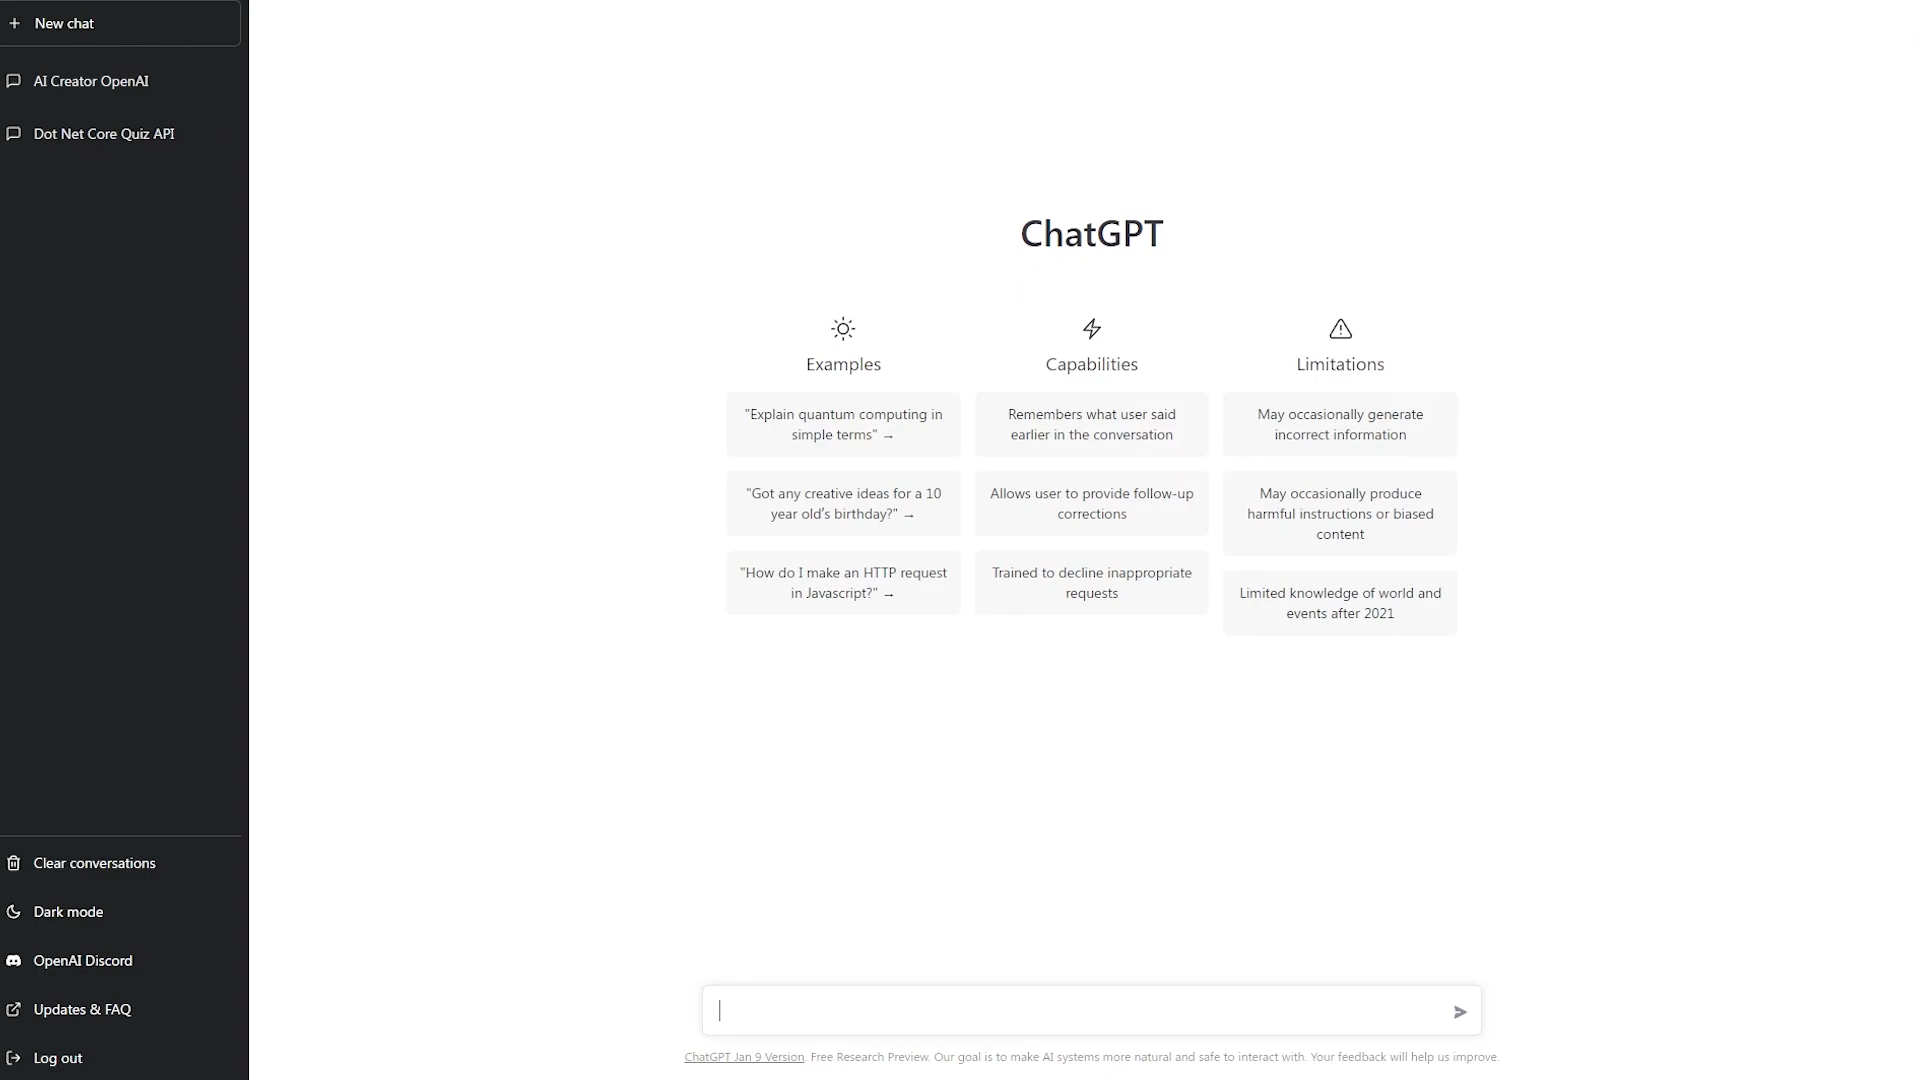 New chat
AI Creator OpenAI
Dot Net Core Quiz API
Clear conversations
Dark mode
OpenAI Discord
Updates & FAQ
Log out
ChatGPT
Examples
"Explain quantum computing in
simple terms" →
"Got any creative ideas for a 10
year old's birthday?" →
"How do I make an HTTP request
in Javascript?" →
Capabilities
Remembers what user said
earlier in the conversation
Allows user to provide follow-up
corrections
Trained to decline inappropriate
requests
Limitations
May occasionally generate
incorrect information
May occasionally produce
harmful instructions or biased
content
Limited knowledge of world and
events after 2021
ChatGPT Jan 9 Version. Free Research Preview. Our goal is to make AI systems more natural and safe to interact with. Your feedback will help us improve.